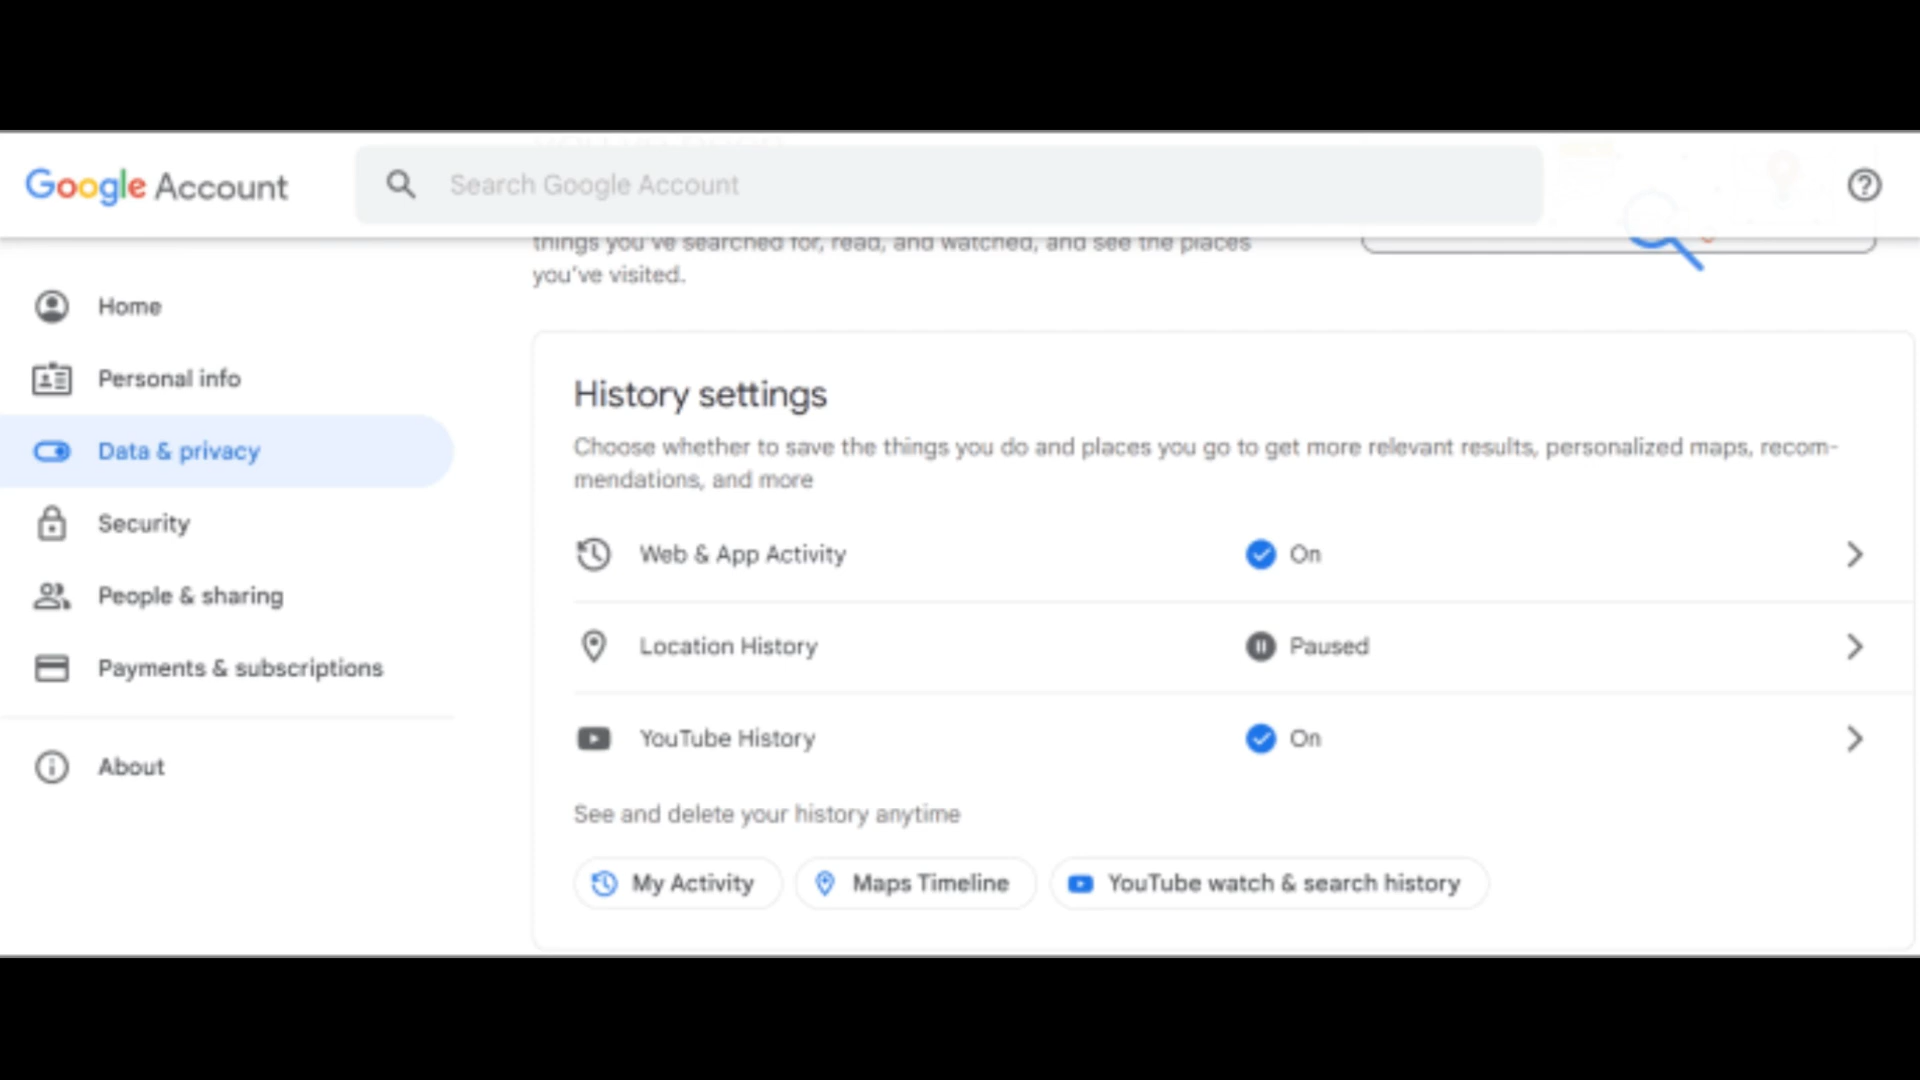 Google Account
Search Google Account
things you've searched for, read, and watched, and see the places
you've visited.
Home
Personal info
Data & privacy
Security
People & sharing
Payments & subscriptions
About
History settings
Choose whether to save the things you do and places you go to get more relevant results, personalized maps, recom-
mendations, and more
Web & App Activity On
Location History Paused
YouTube History On
See and delete your history anytime
My Activity Maps Timeline YouTube watch & search history